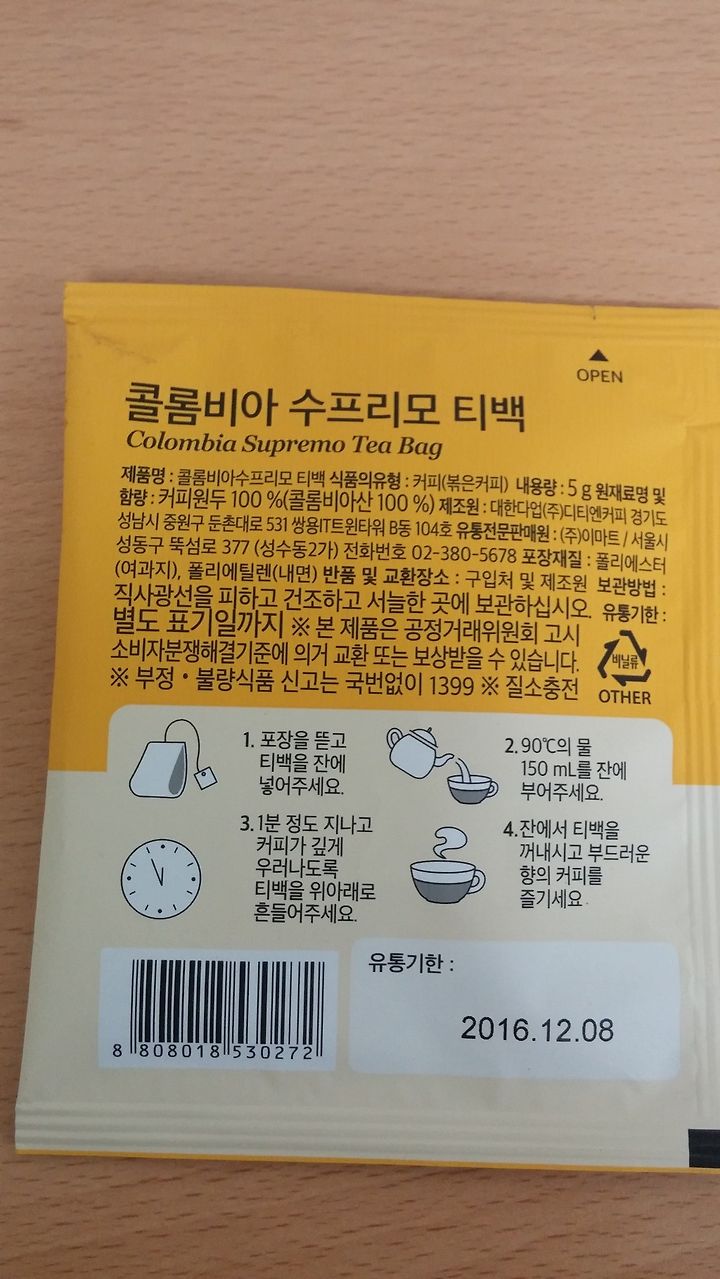 OPEN
콜롬비아 수프리모 티백
Colombia Supremo Tea Bag
제품명 : 콜롬비아수프리모 티백 식품의유형 : 커피(볶은커피) 내용량 : 5 g 원재료명 및
함량 : 커피원두 100 %(콜롬비아산 100 %) 제조원 : 대한다업(주)디티엔커피 경기도
성남시 중원구 둔촌대로 531 쌍용IT트윈타워 B동 104호 유통전문판매원 : (주)이마트 / 서울시
성동구 뚝섬로 377 (성수동2가) 전화번호 02-380-5678 포장재질 : 폴리에스터
(여과지), 폴리에틸렌(내면) 반품 및 교환장소 : 구입처 및 제조원 보관방법 :
직사광선을 피하고 건조하고 서늘한 곳에 보관하십시오. 유통기한 :
별도 표기일까지 ※ 본 제품은 공정거래위원회 고시
소비자분쟁해결기준에 의거 교환 또는 보상받을 수 있습니다.
※ 부정 • 불량식품 신고는 국번없이 1399 ※ 질소충전
비닐류
OTHER
1. 포장을 뜯고
티백을 잔에
넣어주세요.
2. 90℃의 물
150 mL를 잔에
부어주세요.
3. 1분 정도 지나고
커피가 깊게
우러나도록
티백을 위아래로
흔들어주세요.
4. 잔에서 티백을
꺼내시고 부드러운
향의 커피를
즐기세요.
8 808018 530272
유통기한 :
2016.12.08